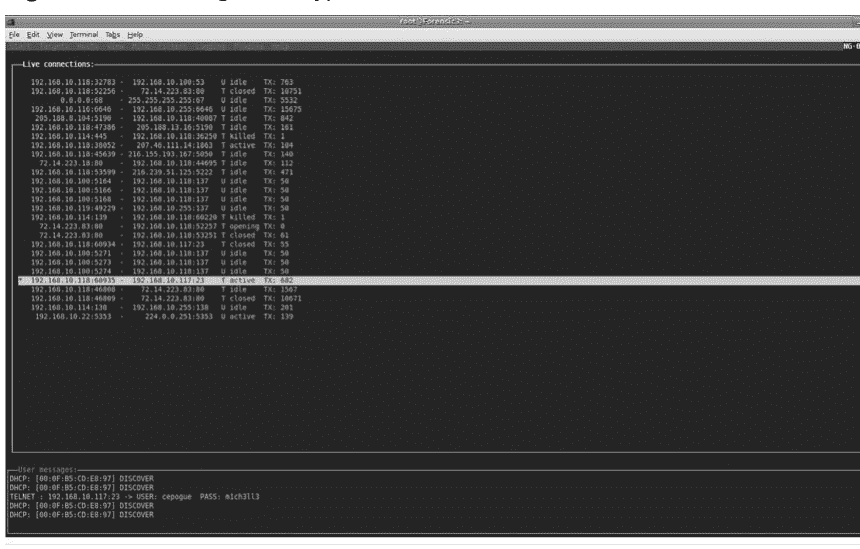 root@Forensic2:~
File Edit View Terminal Tabs Help
NG-0
Live connections:
192.168.10.118:32783 - 192.168.10.100:53 U idle TX: 763
192.168.10.118:52256 - 72.14.223.83:80 T closed TX: 10751
0.0.0.0:68 - 255.255.255.255:67 U idle TX: 5532
192.168.10.116:6646 - 192.168.10.255:6646 U idle TX: 15675
205.188.8.104:5190 - 192.168.10.118:40087 T idle TX: 842
192.168.10.118:47386 - 205.188.13.16:5190 T idle TX: 161
192.168.10.114:445 - 192.168.10.118:36250 T killed TX: 1
192.168.10.118:38052 - 207.46.111.14:1863 T active TX: 104
192.168.10.118:45639 - 216.155.193.167:5050 T idle TX: 140
72.14.223.18:80 - 192.168.10.118:44695 T idle TX: 112
192.168.10.118:53599 - 216.239.51.125:5222 T idle TX: 471
192.168.10.100:5164 - 192.168.10.118:137 U idle TX: 50
192.168.10.100:5166 - 192.168.10.118:137 U idle TX: 50
192.168.10.100:5168 - 192.168.10.118:137 U idle TX: 50
192.168.10.119:49229 - 192.168.10.255:137 U idle TX: 50
192.168.10.114:139 - 192.168.10.118:60220 T killed TX: 1
72.14.223.83:80 - 192.168.10.118:52257 T opening TX: 0
72.14.223.83:80 - 192.168.10.118:53251 T closed TX: 61
192.168.10.118:60934 - 192.168.10.117:23 T closed TX: 55
192.168.10.100:5271 - 192.168.10.118:137 U idle TX: 50
192.168.10.100:5273 - 192.168.10.118:137 U idle TX: 50
192.168.10.100:5274 - 192.168.10.118:137 U idle TX: 50
* 192.168.10.118:60935 - 192.168.10.117:23 T active TX: 602
192.168.10.118:46808 - 72.14.223.83:80 T idle TX: 1567
192.168.10.118:46809 - 72.14.223.83:80 T closed TX: 10671
192.168.10.114:138 - 192.168.10.255:138 U idle TX: 201
192.168.10.22:5353 - 224.0.0.251:5353 U active TX: 139
User messages:
DHCP: [00:0F:B5:CD:E8:97] DISCOVER
DHCP: [00:0F:B5:CD:E8:97] DISCOVER
TELNET : 192.168.10.117:23 -> USER: cepogue PASS: m1ch3ll3
DHCP: [00:0F:B5:CD:E8:97] DISCOVER
DHCP: [00:0F:B5:CD:E8:97] DISCOVER